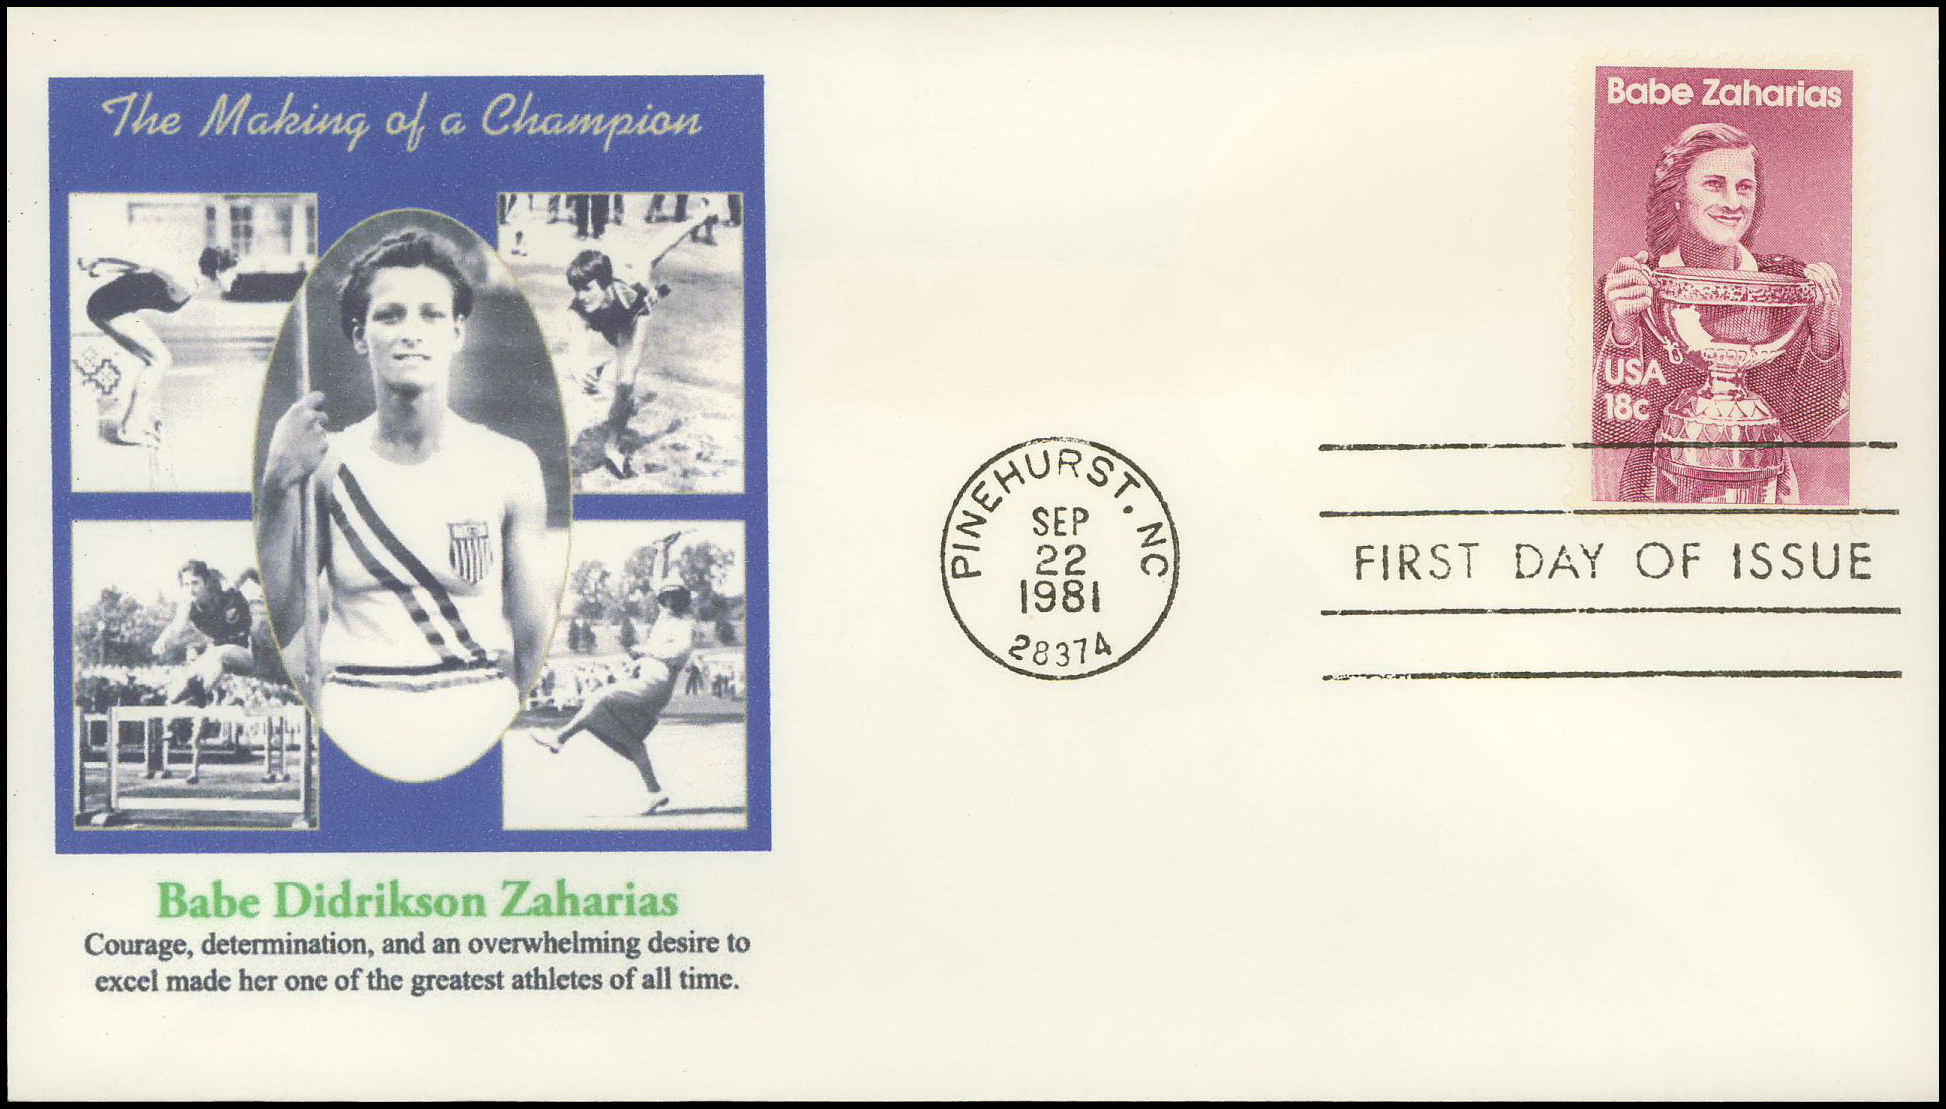 The Making of a Champion
Babe Didrikson Zaharias
Courage, determination, and an overwhelming desire to
excel made her one of the greatest athletes of all time.
PINEHURST, NC
SEP
22
1981
28374
Babe Zaharias
USA
18c
FIRST DAY OF ISSUE